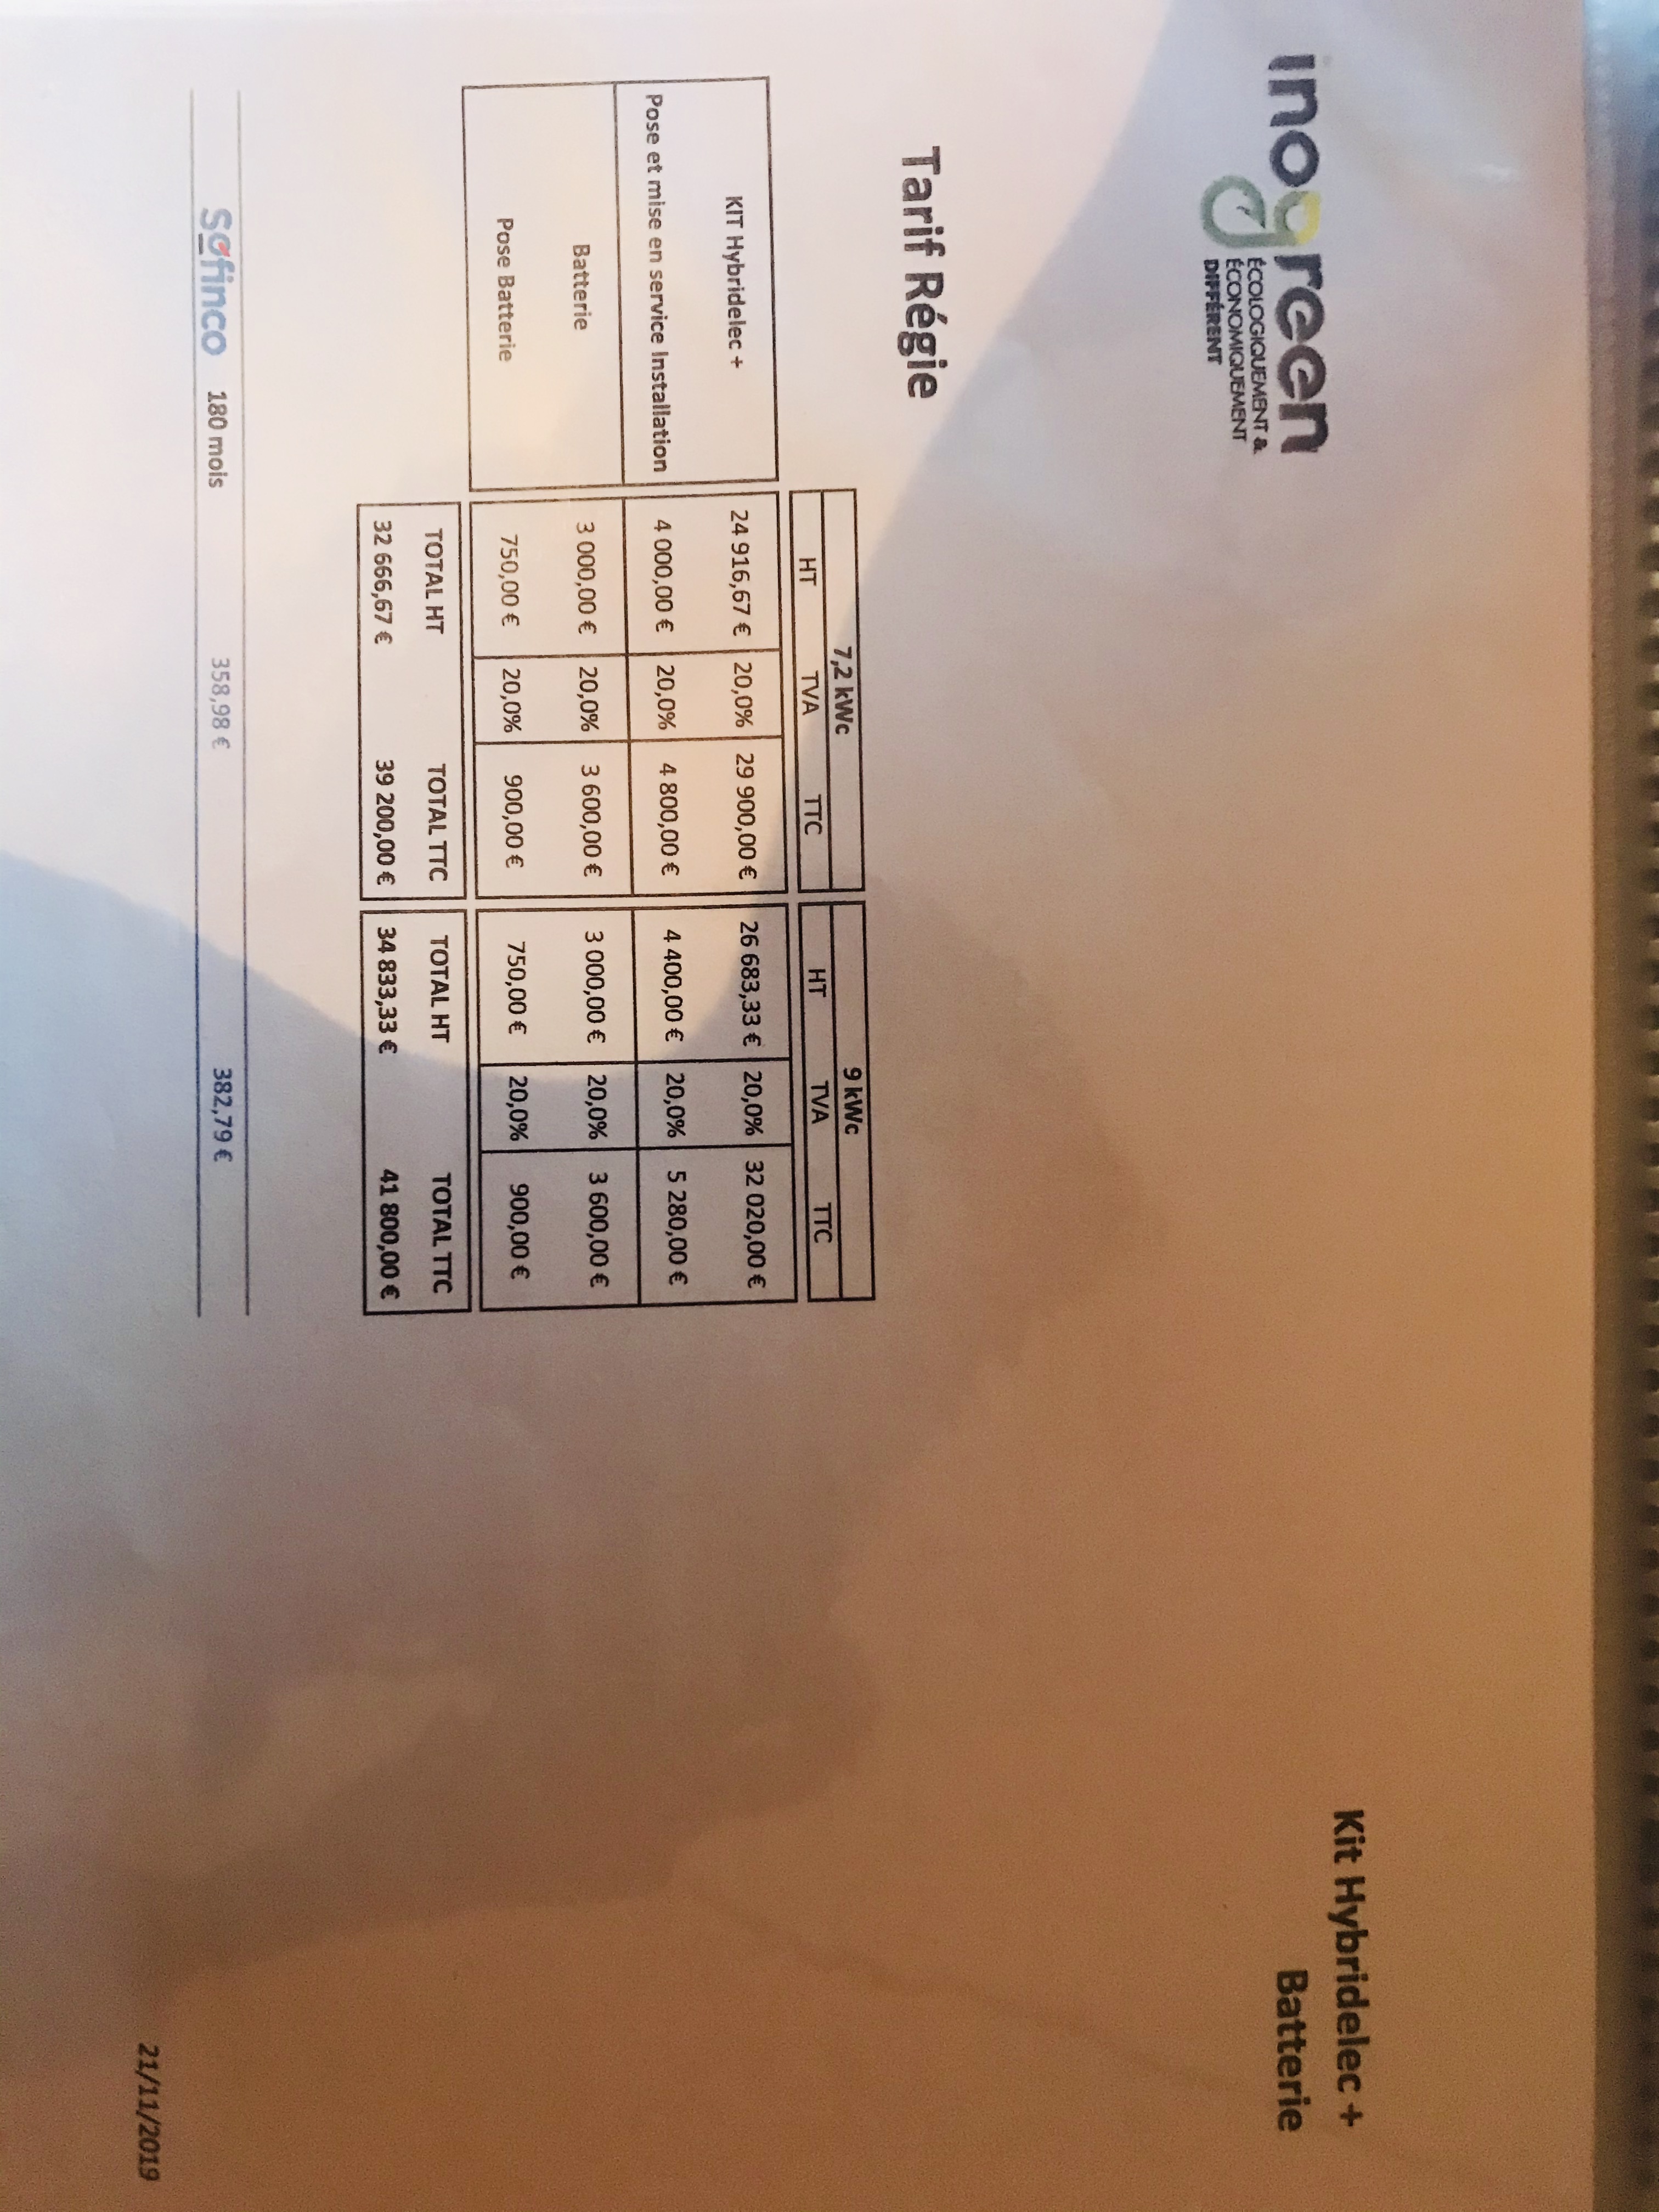 inogreen
ÉCOLOGIQUEMENT &
ÉCONOMIQUEMENT
DIFFÉRENT
Kit Hybridelec +
Batterie
Tarif Régie
7,2 kWc 9 kWc
HT TVA TTC HT TVA TTC
KIT Hybridelec + 24 916,67 € 20,0% 29 900,00 € 26 683,33 € 20,0% 32 020,00 €
Pose et mise en service Installation 4 000,00 € 20,0% 4 800,00 € 4 400,00 € 20,0% 5 280,00 €
Batterie 3 000,00 € 20,0% 3 600,00 € 3 000,00 € 20,0% 3 600,00 €
Pose Batterie 750,00 € 20,0% 900,00 € 750,00 € 20,0% 900,00 €
TOTAL HT TOTAL TTC TOTAL HT TOTAL TTC
32 666,67 € 39 200,00 € 34 833,33 € 41 800,00 €
Sofinco 180 mois 358,98 € 382,79 €
21/11/2019